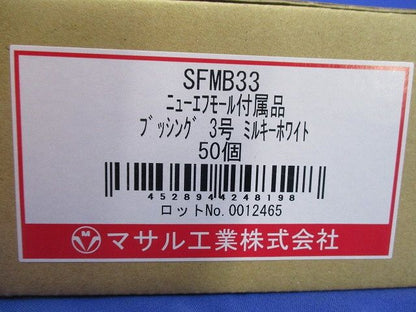 SFMB33
ﾆｭｰｴﾌﾓｰﾙ付属品
ﾌﾞｯｼﾝｸﾞ 3号 ﾐﾙｷｰﾎﾜｲﾄ
50個
4528944248198
ロットNo.0012465
M マサル工業株式会社